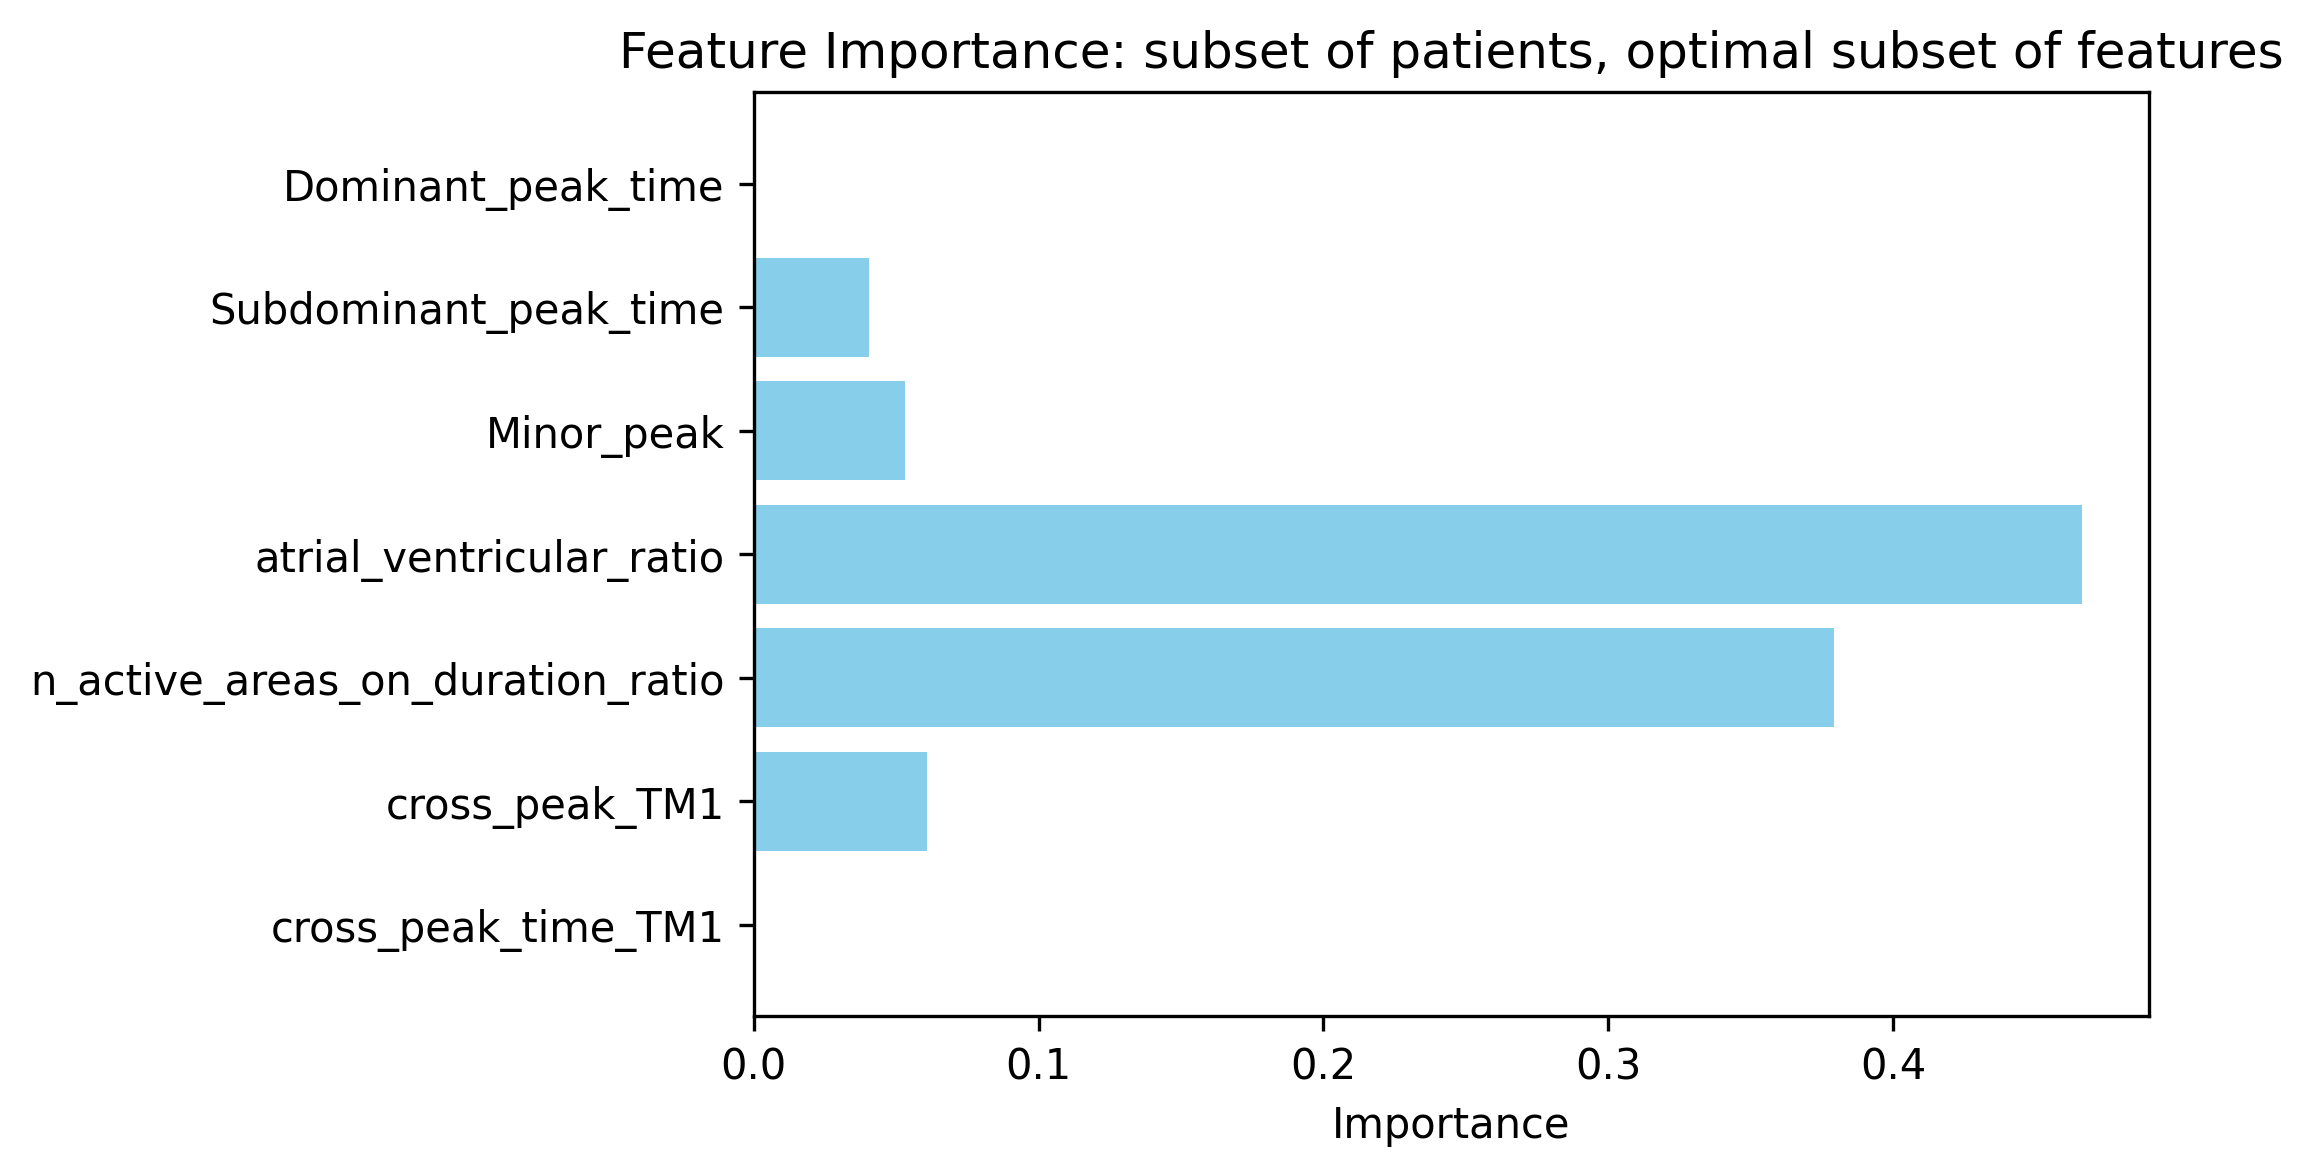 Feature Importance: subset of patients, optimal subset of features
Dominant_peak_time
Subdominant_peak_time
Minor_peak
atrial_ventricular_ratio
n_active_areas_on_duration_ratio
cross_peak_TM1
cross_peak_time_TM1
0.0 0.1 0.2 0.3 0.4
Importance